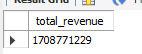 Result Grid
total_revenue
1708771229